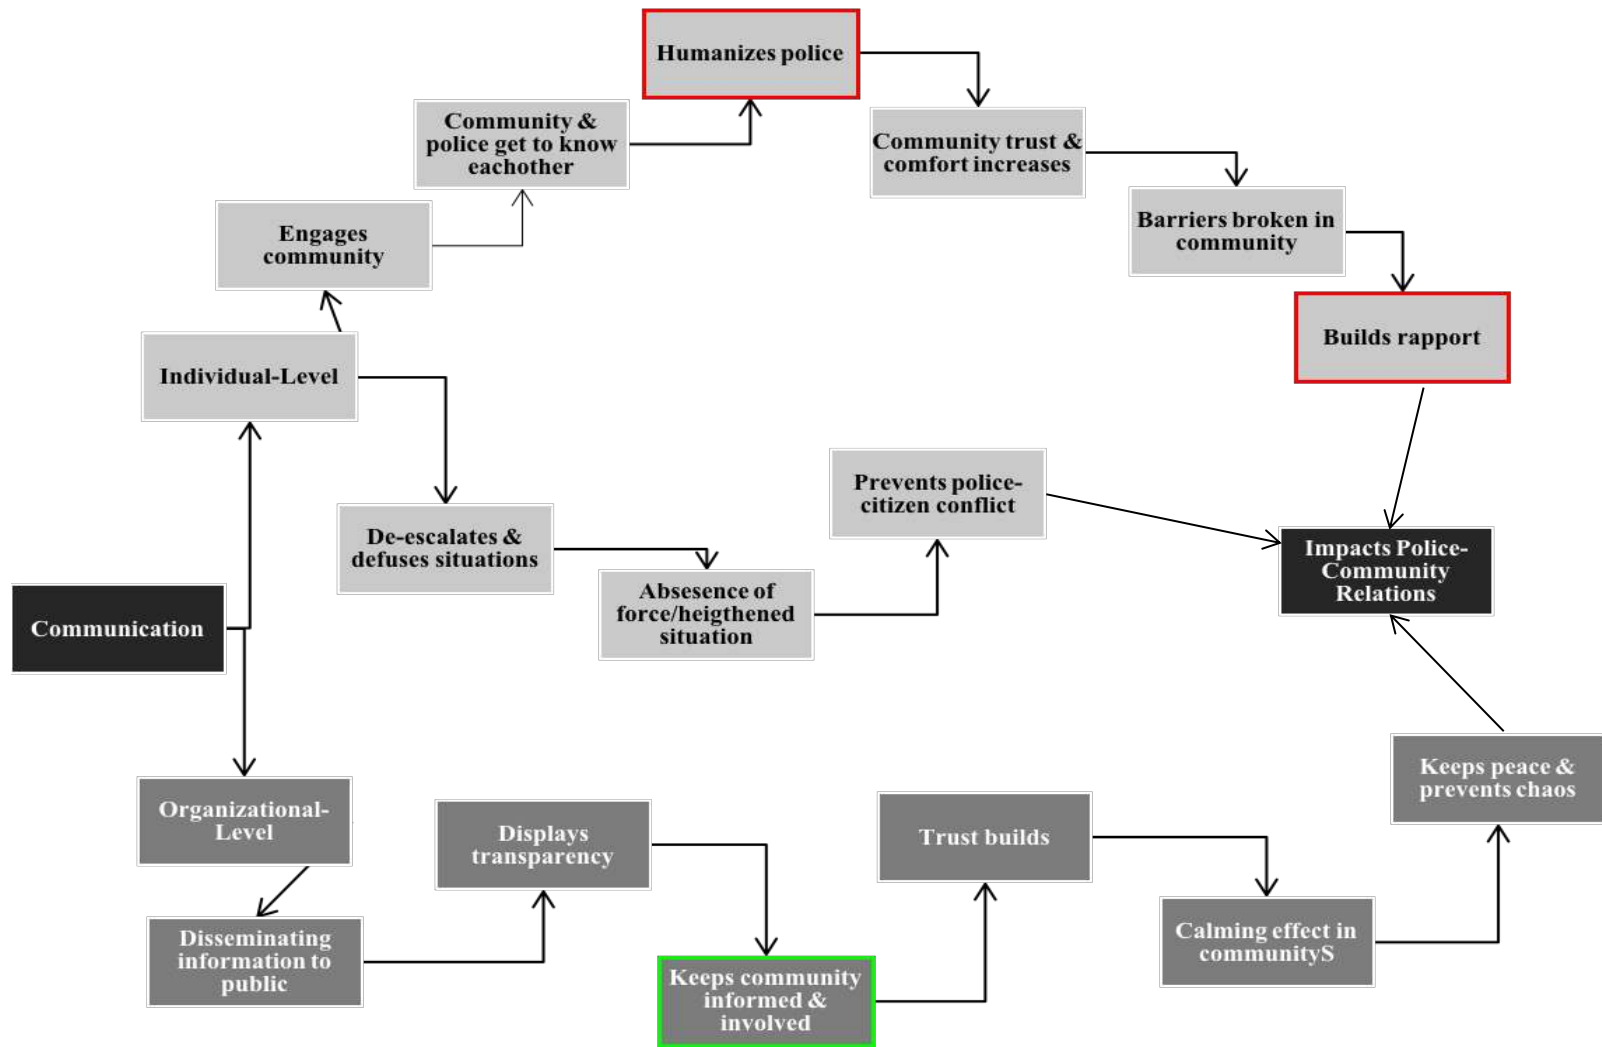 Humanizes police
Community &
police get to know
eachother
Community trust &
comfort increases
Barriers broken in
community
Engages
community
Builds rapport
Individual-Level
Prevents police-
citizen conflict
De-escalates &
defuses situations
Impacts Police-
Community
Relations
Absesence of
force/heigthened
situation
Communication
Organizational-
Level
Displays
transparency
Trust builds
Keeps peace &
prevents chaos
Disseminating
information to
public
Keeps community
informed &
involved
Calming effect in
communityS